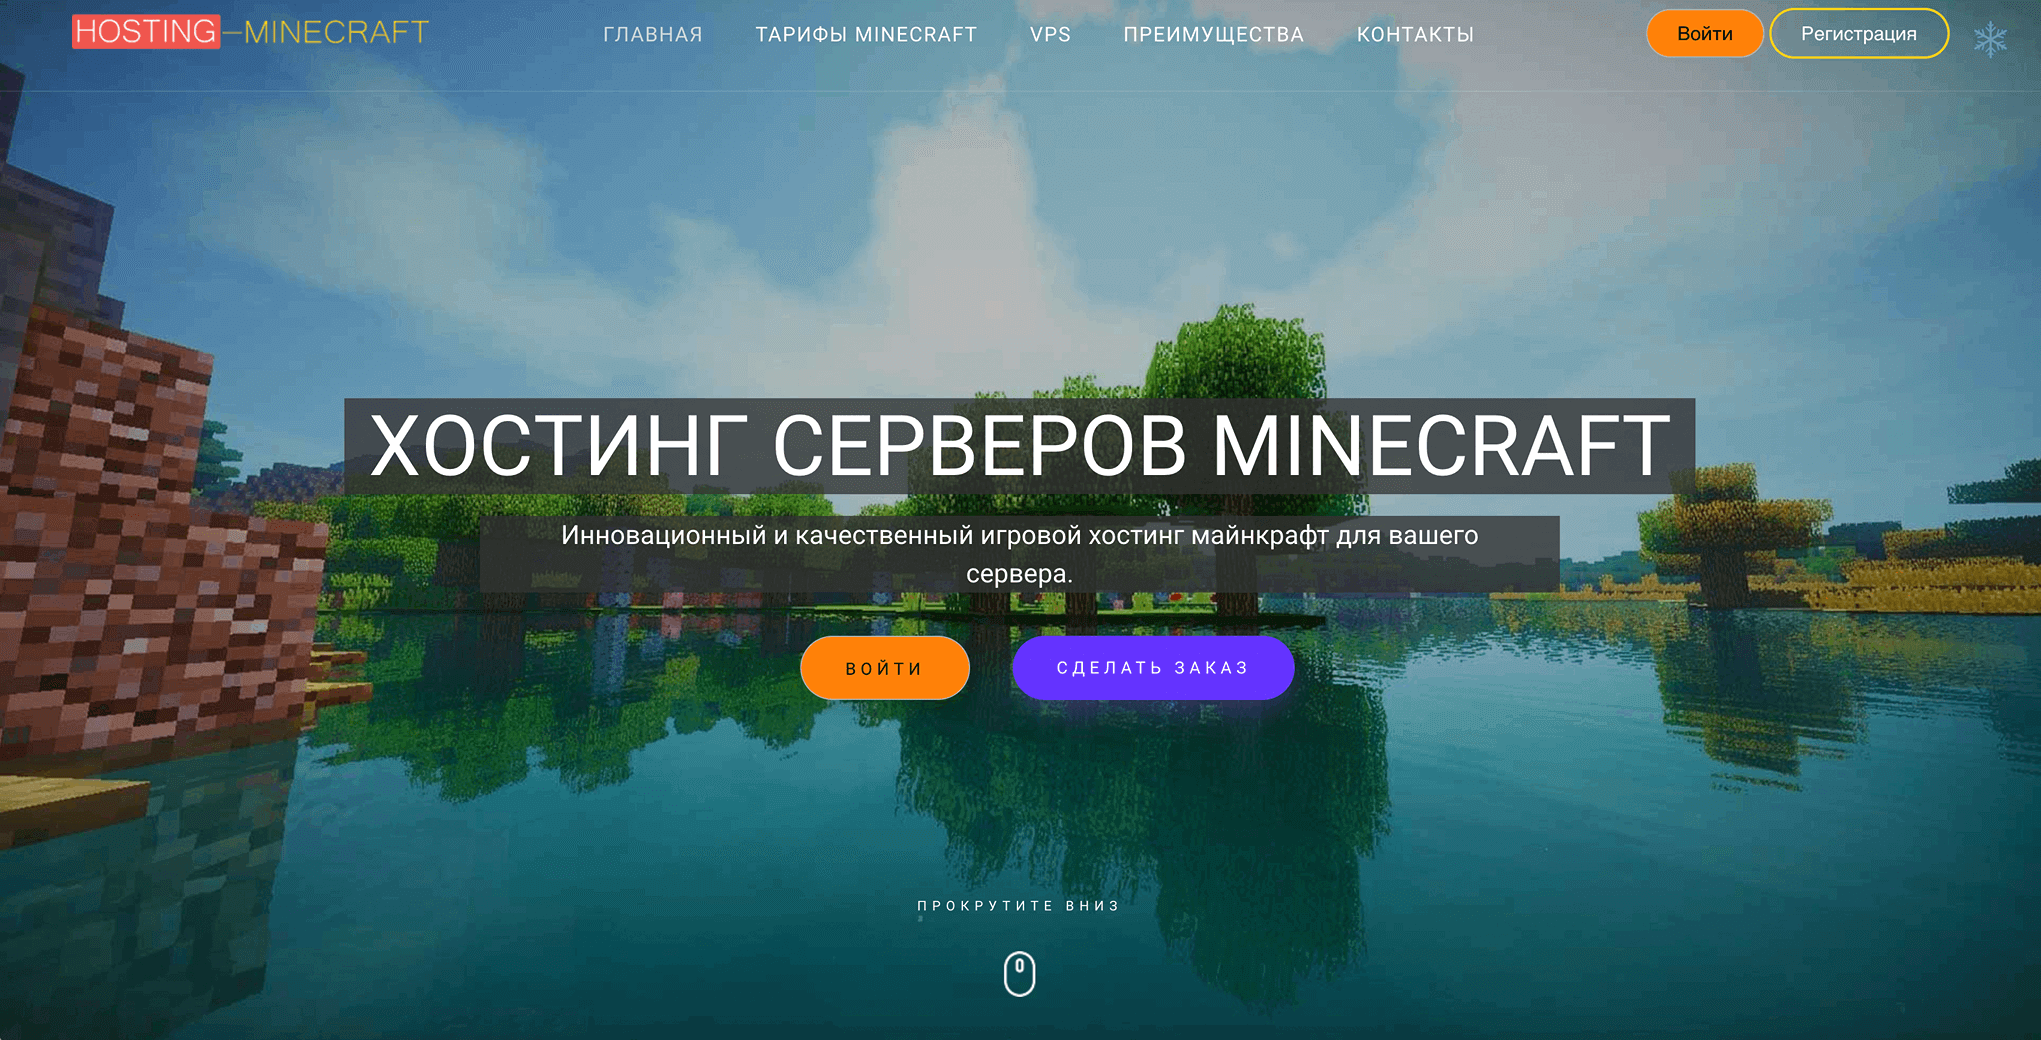 HOSTING–MINECRAFT
ГЛАВНАЯ ТАРИФЫ MINECRAFT VPS ПРЕИМУЩЕСТВА КОНТАКТЫ
Войти Регистрация
ХОСТИНГ СЕРВЕРОВ MINECRAFT
Инновационный и качественный игровой хостинг майнкрафт для вашего
сервера.
ВОЙТИ СДЕЛАТЬ ЗАКАЗ
ПРОКРУТИТЕ ВНИЗ